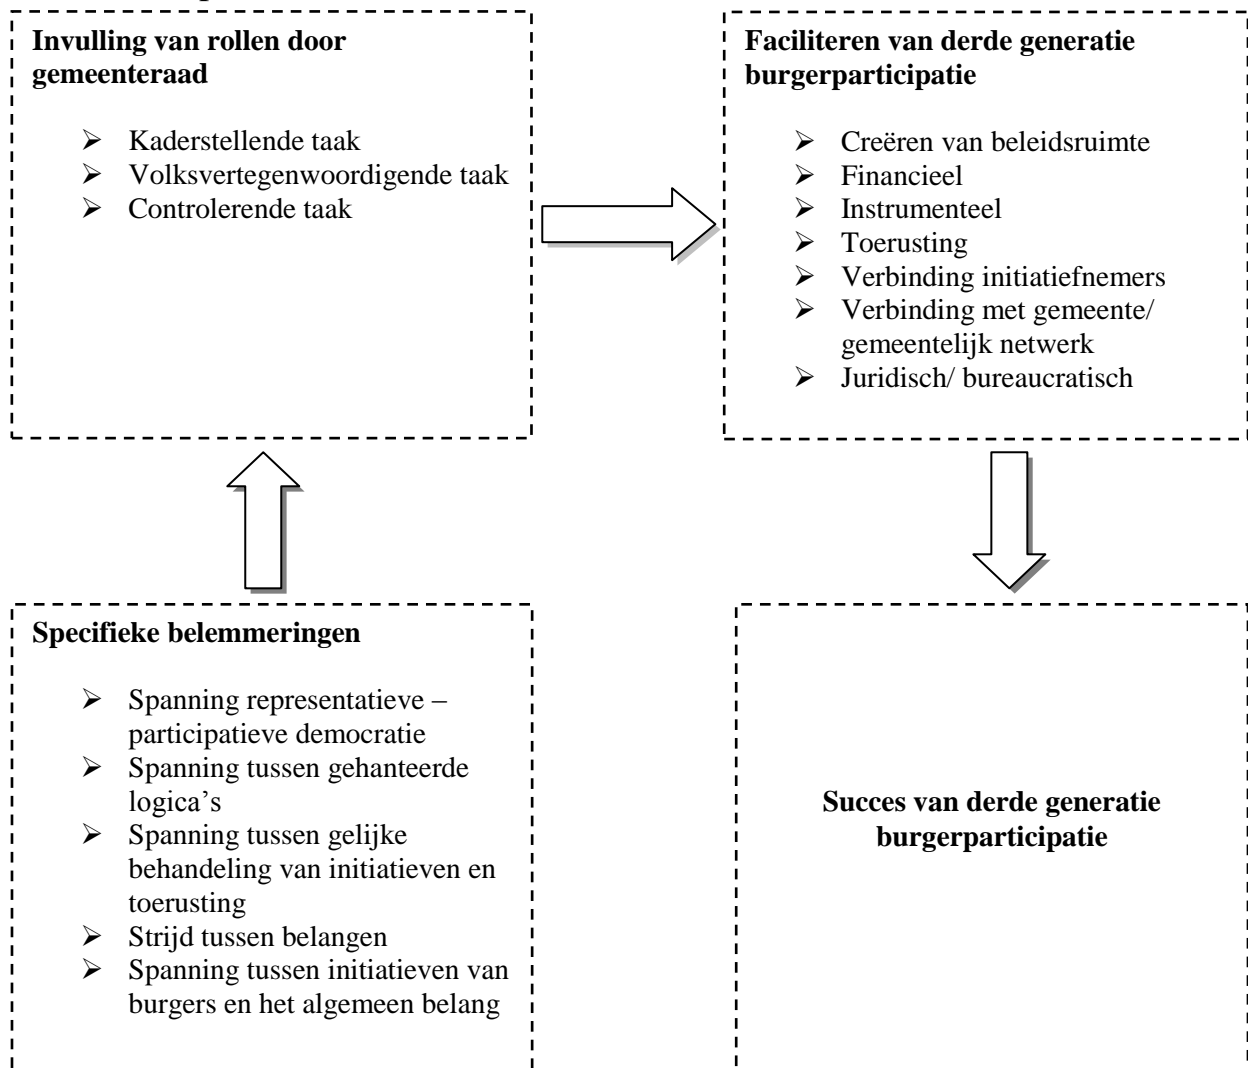 Invulling van rollen door
gemeenteraad
➢ Kaderstellende taak
➢ Volksvertegenwoordigende taak
➢ Controlerende taak
Faciliteren van derde generatie
burgerparticipatie
➢ Creëren van beleidsruimte
➢ Financieel
➢ Instrumenteel
➢ Toerusting
➢ Verbinding initiatiefnemers
➢ Verbinding met gemeente/
gemeentelijk netwerk
➢ Juridisch/ bureaucratisch
Specifieke belemmeringen
➢ Spanning representatieve –
participatieve democratie
➢ Spanning tussen gehanteerde
logica’s
➢ Spanning tussen gelijke
behandeling van initiatieven en
toerusting
➢ Strijd tussen belangen
➢ Spanning tussen initiatieven van
burgers en het algemeen belang
Succes van derde generatie
burgerparticipatie